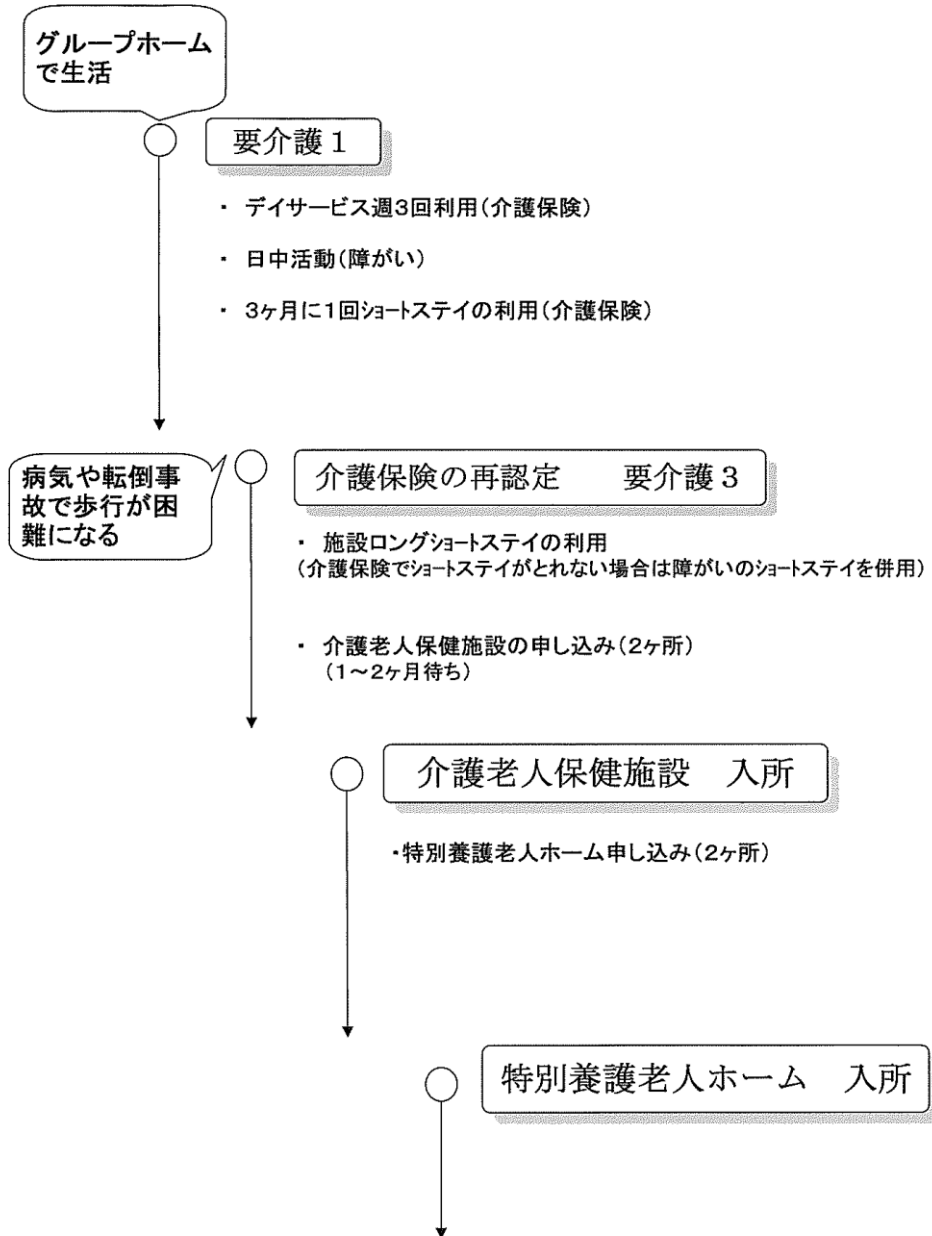 グループホーム
で生活
要介護１
・ デイサービス週3回利用(介護保険)
・ 日中活動(障がい)
・ 3ヶ月に1回ｼｮｰﾄステイの利用(介護保険)
病気や転倒事
故で歩行が困
難になる
介護保険の再認定　　要介護３
・ 施設ロングｼｮｰﾄステイの利用
(介護保険でｼｮｰﾄステイがとれない場合は障がいのｼｮｰﾄステイを併用)
・ 介護老人保健施設の申し込み(2ヶ所)
(1～2ヶ月待ち)
介護老人保健施設　入所
・特別養護老人ホーム申し込み(2ヶ所)
特別養護老人ホーム　入所